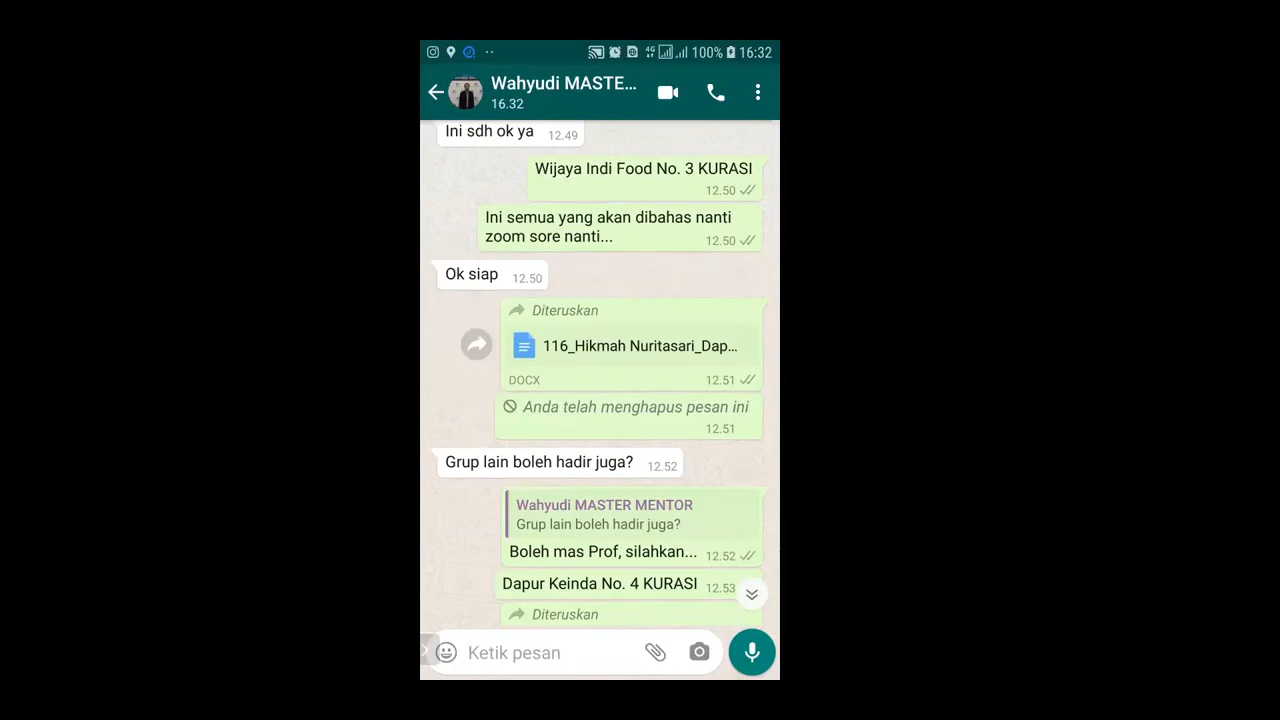 100% 16:32
Wahyudi MASTE...
16.32
Ini sdh ok ya 12.49
Wijaya Indi Food No. 3 KURASI
12.50
Ini semua yang akan dibahas nanti
zoom sore nanti... 12.50
Ok siap 12.50
Diteruskan
116_Hikmah Nuritasari_Dap...
DOCX 12.51
Anda telah menghapus pesan ini
12.51
Grup lain boleh hadir juga? 12.52
Wahyudi MASTER MENTOR
Grup lain boleh hadir juga?
Boleh mas Prof, silahkan... 12.52
Dapur Keinda No. 4 KURASI 12.53
Diteruskan
Ketik pesan